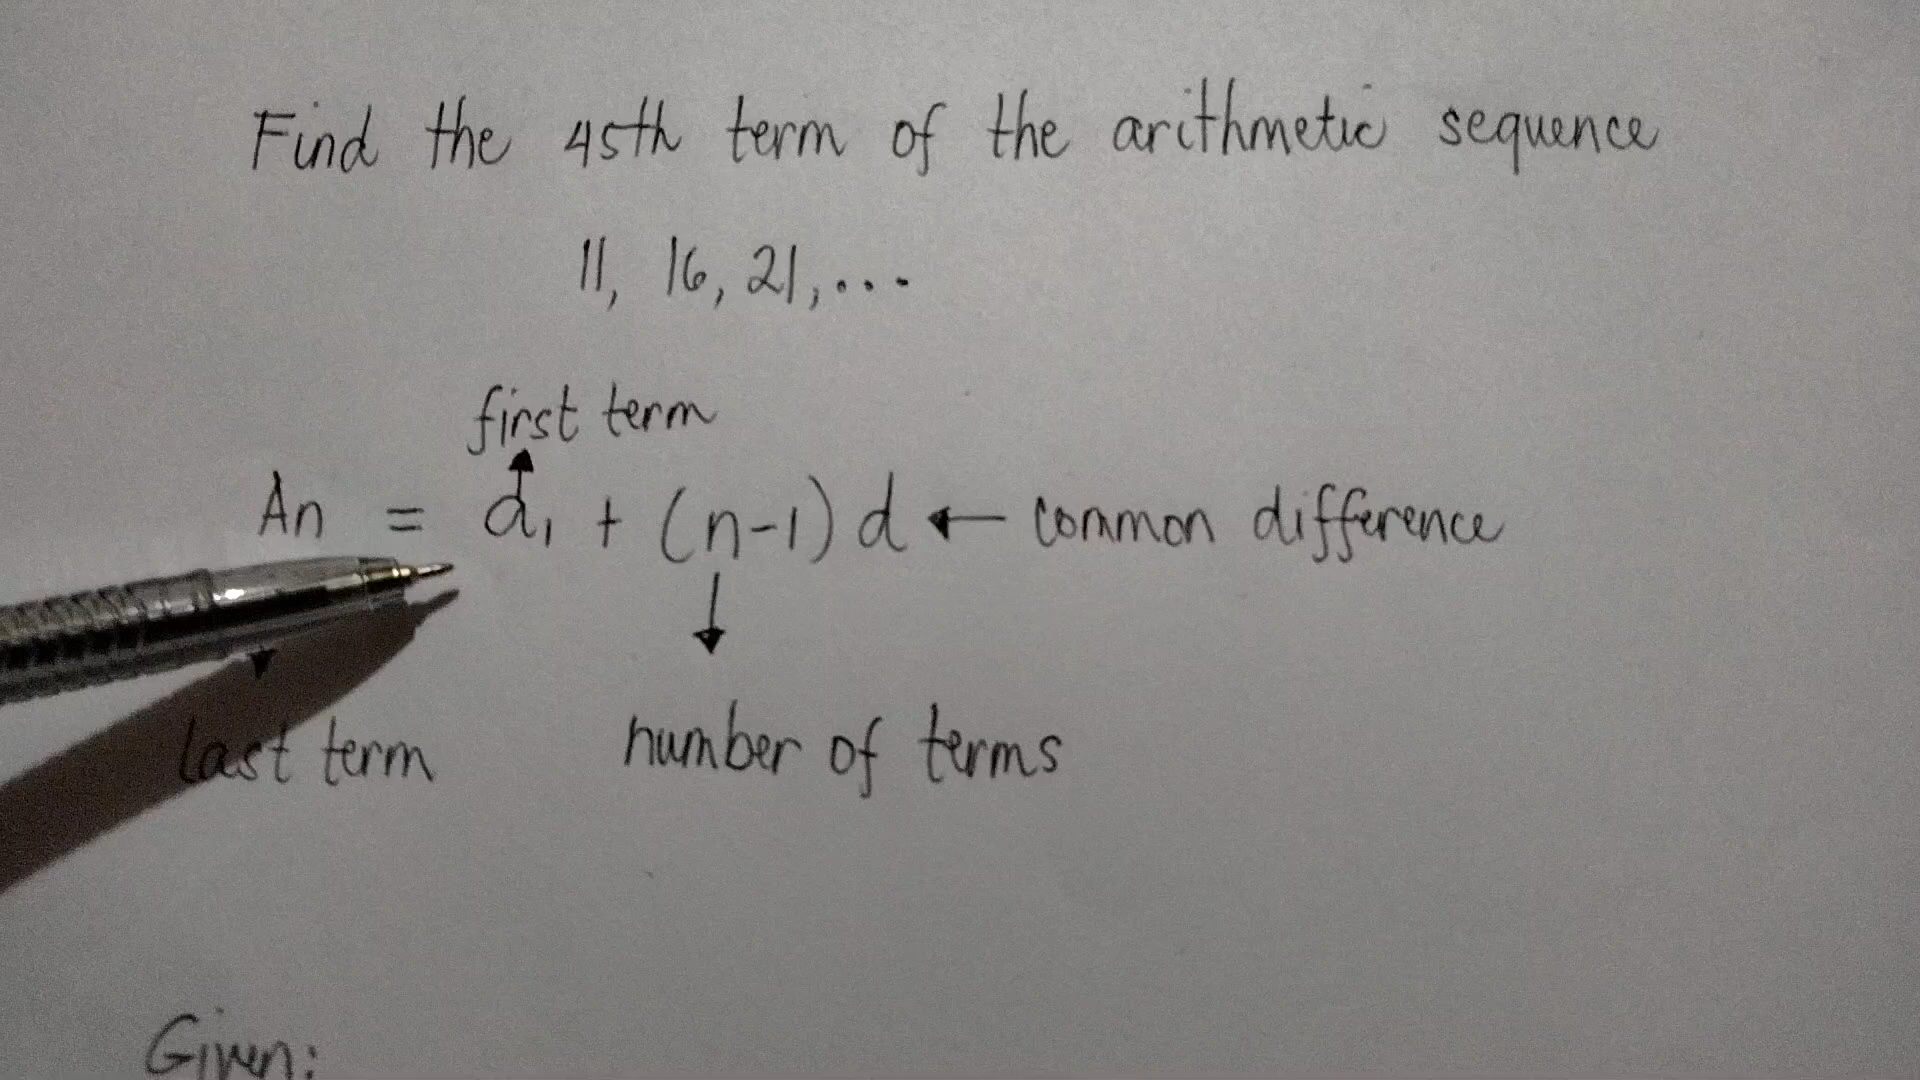 Find the 45th term of the arithmetic sequence
11, 16, 21, ...
first term
An = a₁ + (n-1) d ← common difference
last term number of terms
Given: